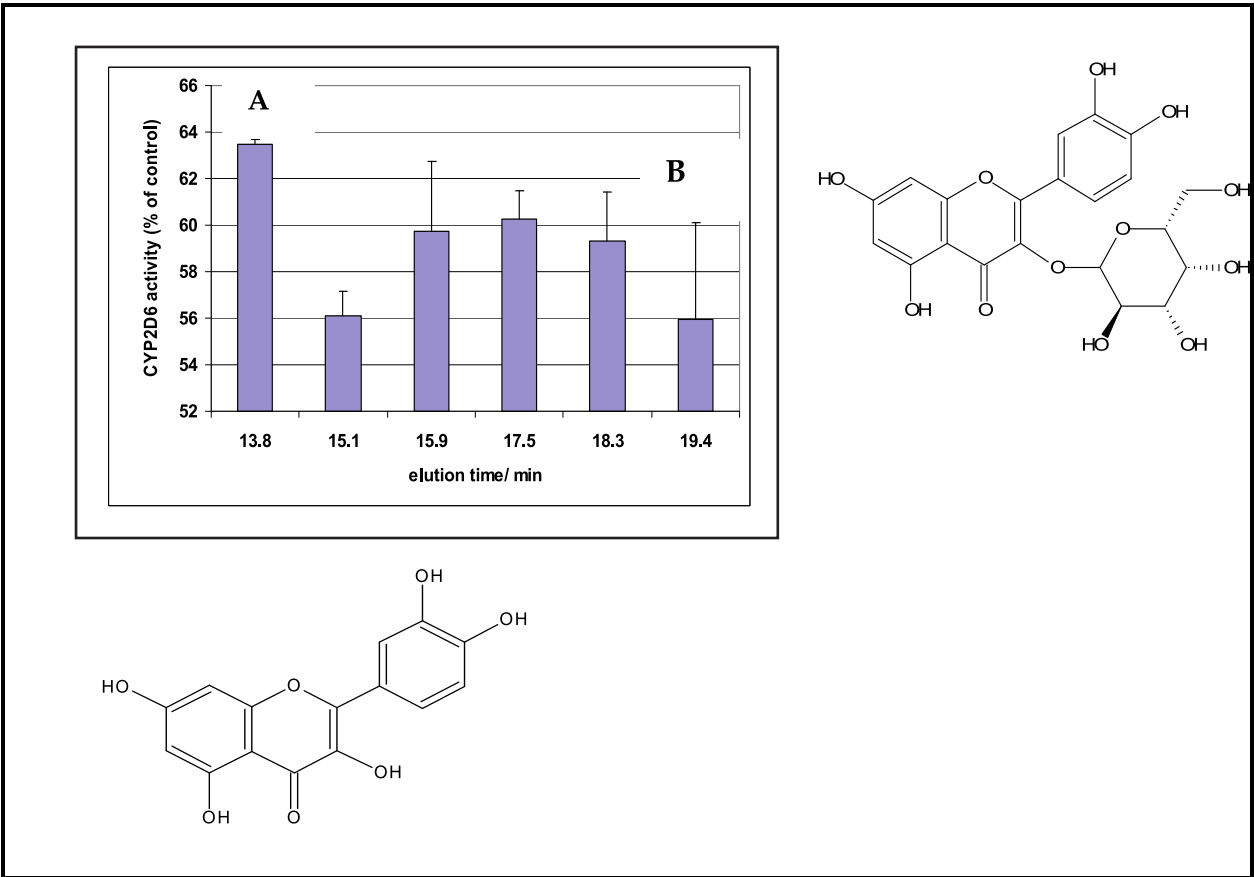 A
B
CYP2D6 activity (% of control)
66
64
62
60
58
56
54
52
13.8 15.1 15.9 17.5 18.3 19.4
elution time/ min
OH
OH
HO
O
OH
O
O
O
OH
OH
HO
OH
OH
OH
HO
O
OH
OH
O